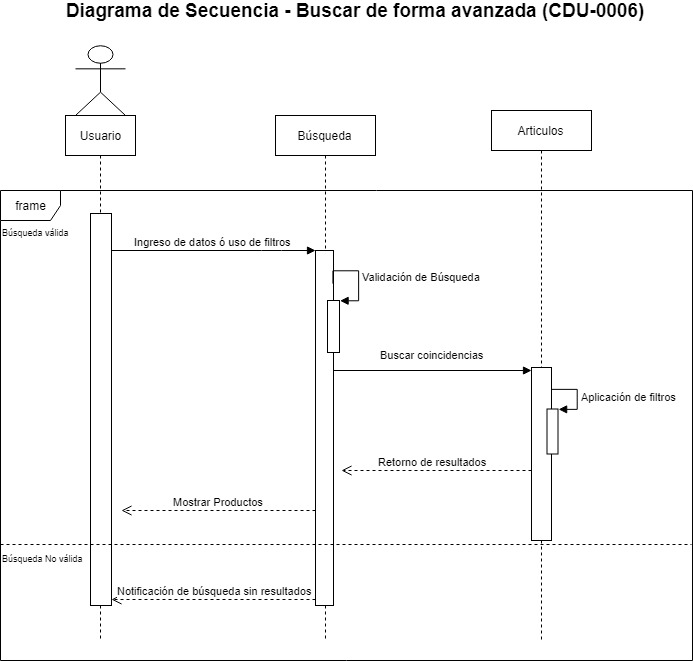 Diagrama de Secuencia - Buscar de forma avanzada (CDU-0006)
Usuario
Búsqueda
Articulos
frame
Búsqueda válida
Ingreso de datos ó uso de filtros
Validación de Búsqueda
Buscar coincidencias
Aplicación de filtros
Retorno de resultados
Mostrar Productos
Búsqueda No válida
Notificación de búsqueda sin resultados